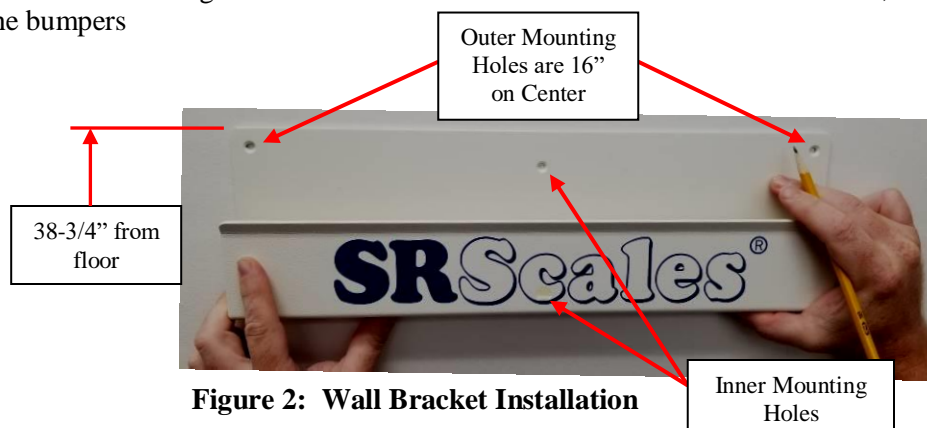 ne bumpers
Outer Mounting
Holes are 16”
on Center
38-3/4” from
floor
SRScales®
Figure 2: Wall Bracket Installation
Inner Mounting
Holes